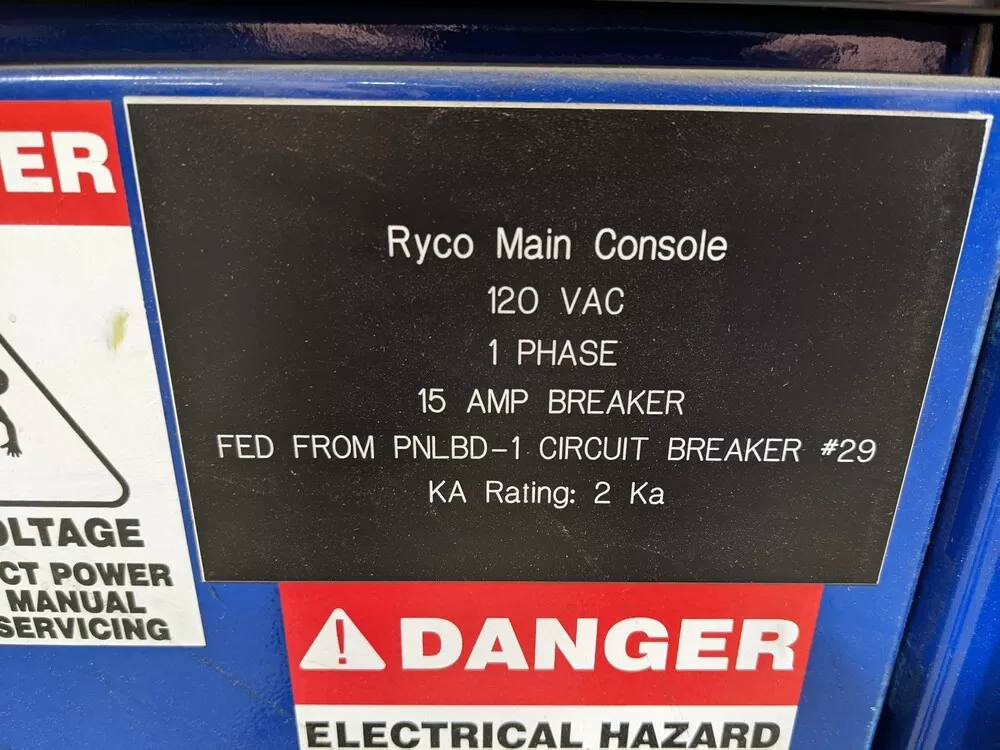 ER
OLTAGE
CT POWER
MANUAL
SERVICING
Ryco Main Console
120 VAC
1 PHASE
15 AMP BREAKER
FED FROM PNLBD-1 CIRCUIT BREAKER #29
KA Rating: 2 Ka
DANGER
ELECTRICAL HAZARD